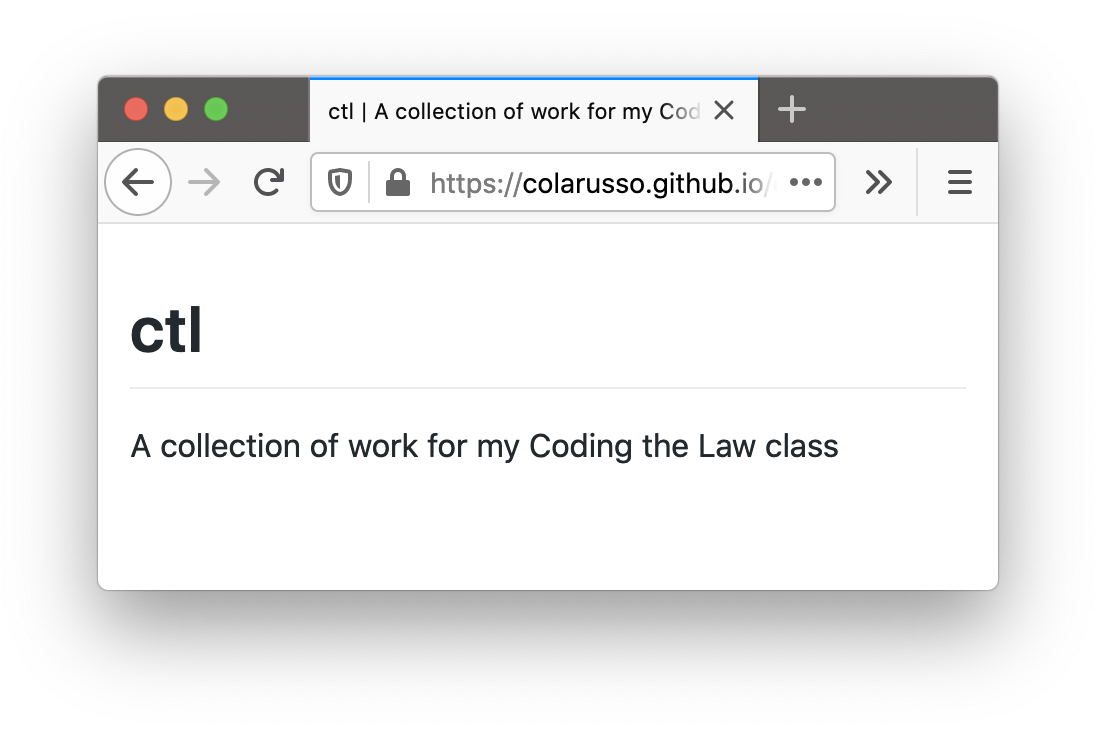 ctl | A collection of work for my Cod
https://colarusso.github.io/
ctl
A collection of work for my Coding the Law class